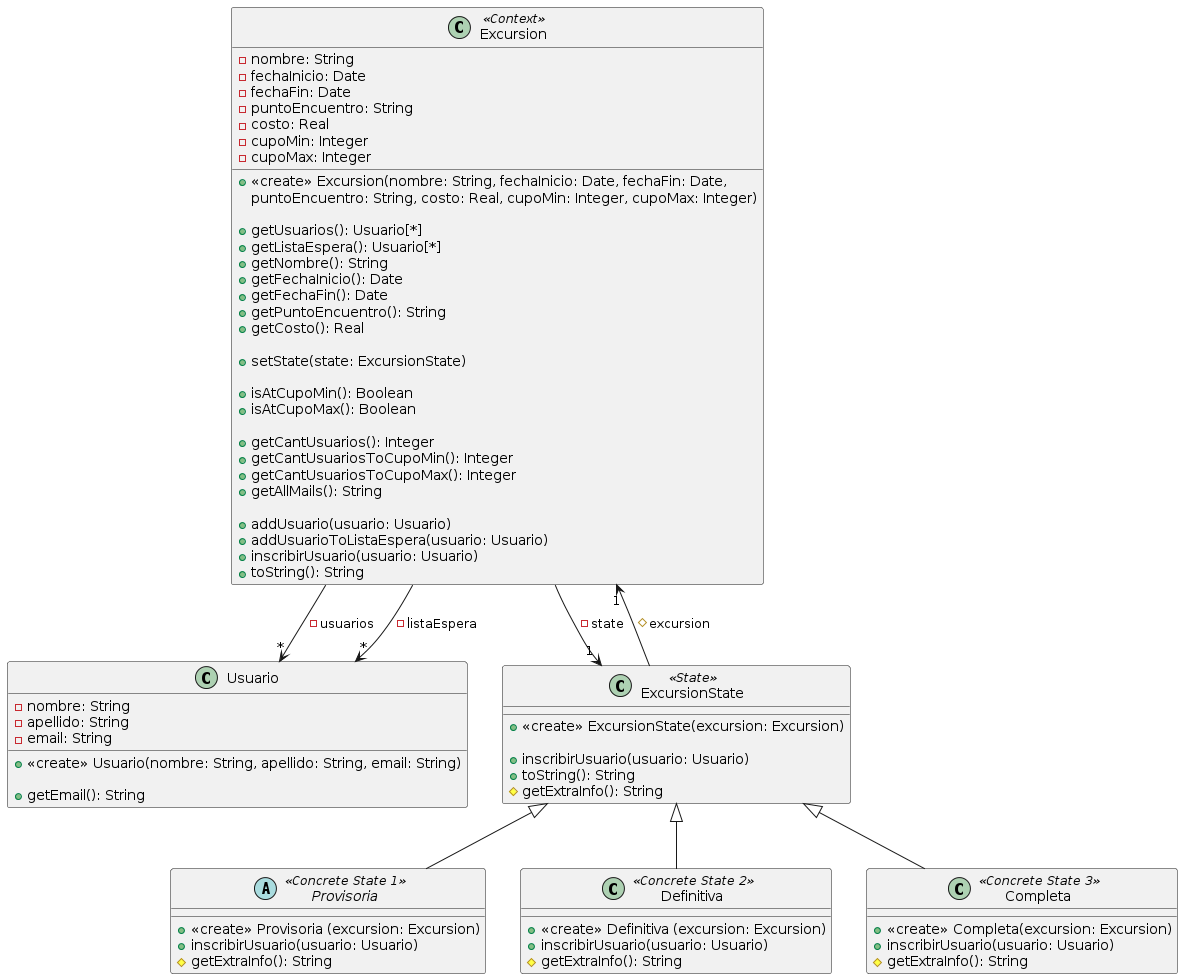 «Context»
C Excursion
nombre: String
fechaInicio: Date
fechaFin: Date
puntoEncuentro: String
costo: Real
cupoMin: Integer
cupoMax: Integer
«create» Excursion(nombre: String, fechaInicio: Date, fechaFin: Date,
puntoEncuentro: String, costo: Real, cupoMin: Integer, cupoMax: Integer)
getUsuarios(): Usuario[*]
getListaEspera(): Usuario[*]
getNombre(): String
getFechaInicio(): Date
getFechaFin(): Date
getPuntoEncuentro(): String
getCosto(): Real
setState(state: ExcursionState)
isAtCupoMin(): Boolean
isAtCupoMax(): Boolean
getCantUsuarios(): Integer
getCantUsuariosToCupoMin(): Integer
getCantUsuariosToCupoMax(): Integer
getAllMails(): String
addUsuario(usuario: Usuario)
addUsuarioToListaEspera(usuario: Usuario)
inscribirUsuario(usuario: Usuario)
toString(): String
1
usuarios
listaEspera
state
excursion
*
*
1
C Usuario
nombre: String
apellido: String
email: String
«create» Usuario(nombre: String, apellido: String, email: String)
getEmail(): String
«State»
C ExcursionState
«create» ExcursionState(excursion: Excursion)
inscribirUsuario(usuario: Usuario)
toString(): String
getExtraInfo(): String
«Concrete State 1»
A Provisoria
«create» Provisoria (excursion: Excursion)
inscribirUsuario(usuario: Usuario)
getExtraInfo(): String
«Concrete State 2»
C Definitiva
«create» Definitiva (excursion: Excursion)
inscribirUsuario(usuario: Usuario)
getExtraInfo(): String
«Concrete State 3»
C Completa
«create» Completa(excursion: Excursion)
inscribirUsuario(usuario: Usuario)
getExtraInfo(): String